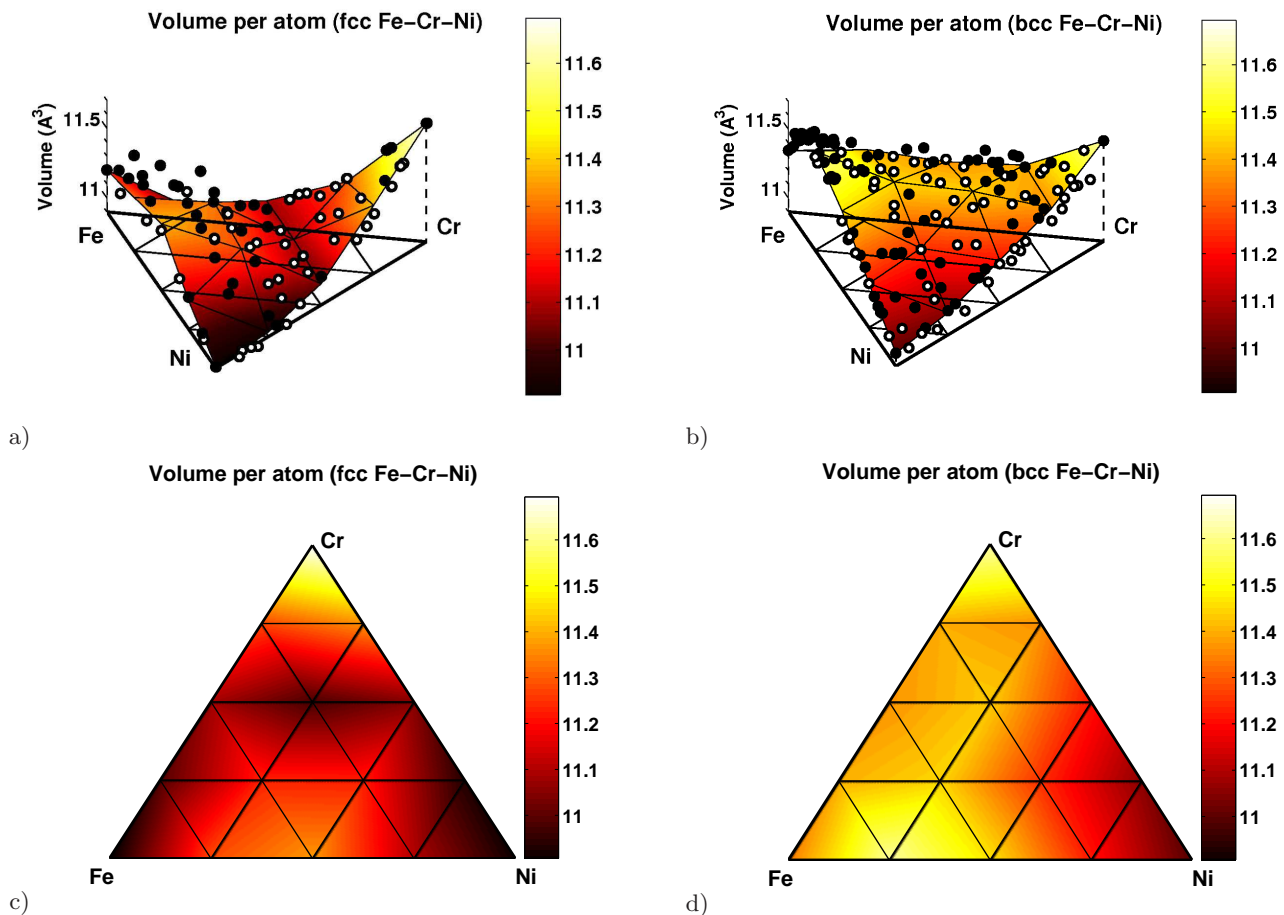 Volume per atom (fcc Fe−Cr−Ni)
11.6
11.5
11.4
11.3
11.2
11.1
11
Volume (A³)
11.5
11
Fe
Cr
Ni
a)
Volume per atom (bcc Fe−Cr−Ni)
11.6
11.5
11.4
11.3
11.2
11.1
11
Volume (A³)
11.5
11
Fe
Cr
Ni
b)
Volume per atom (fcc Fe−Cr−Ni)
Cr
11.6
11.5
11.4
11.3
11.2
11.1
11
Fe
Ni
c)
Volume per atom (bcc Fe−Cr−Ni)
Cr
11.6
11.5
11.4
11.3
11.2
11.1
11
Fe
Ni
d)